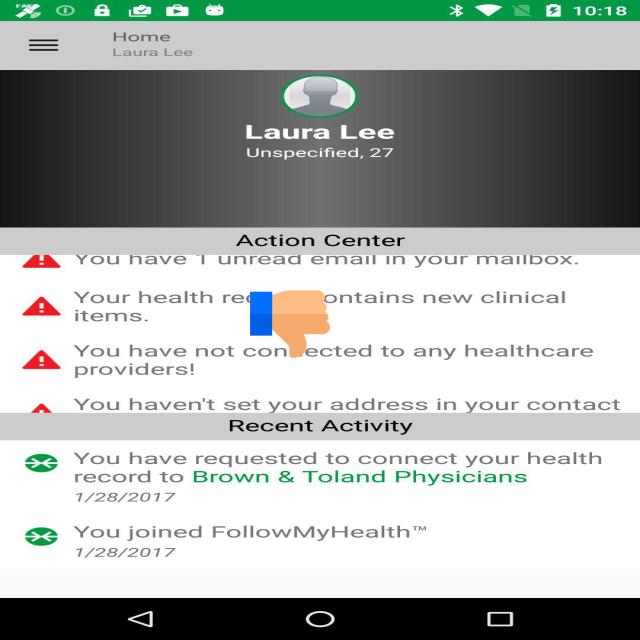 10:18
Home
Laura Lee
Laura Lee
Unspecified, 27
Action Center
You have 1 unread email in your mailbox.
Your health contains new clinical
items.
You have not connected to any healthcare
providers!
You haven't set your address in your contact
Recent Activity
You have requested to connect your health
record to Brown & Toland Physicians
1/28/2017
You joined FollowMyHealth™
1/28/2017